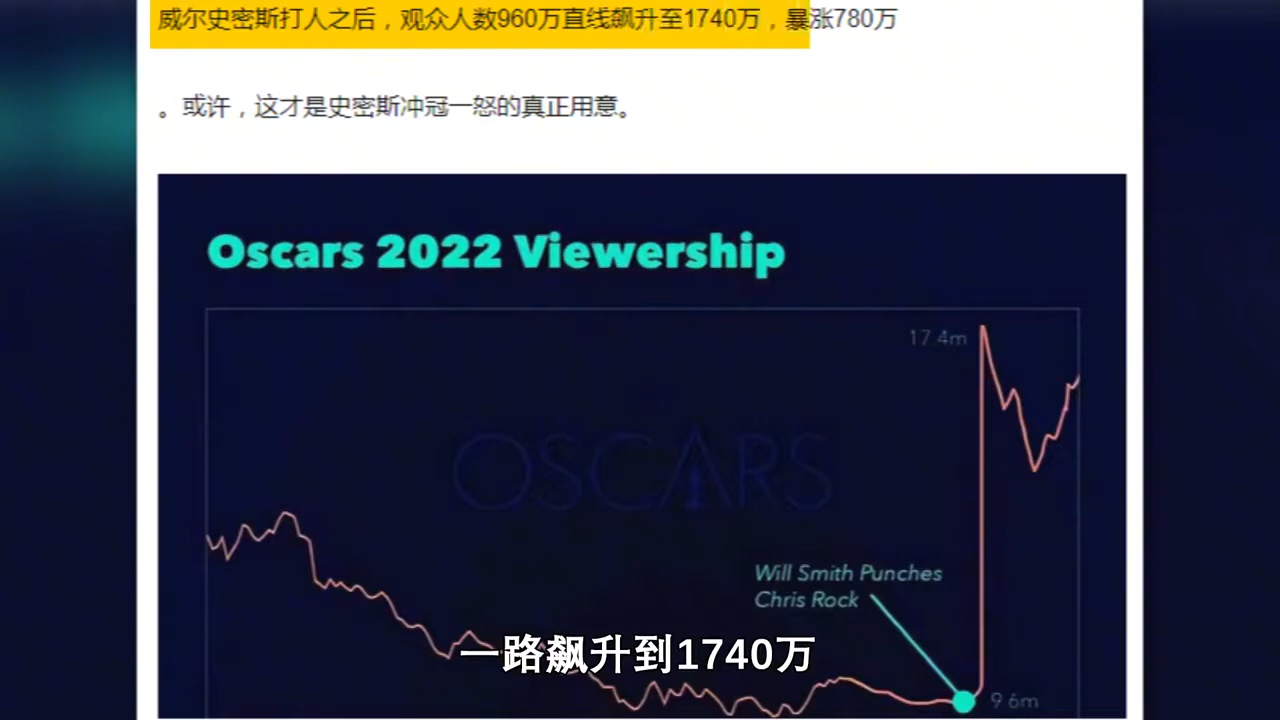 威尔史密斯打人之后，观众人数960万直线飙升至1740万，暴涨780万
。或许，这才是史密斯冲冠一怒的真正用意。
Oscars 2022 Viewership
17.4m
OSCARS
Will Smith Punches
Chris Rock
一路飙升到1740万
9.6m